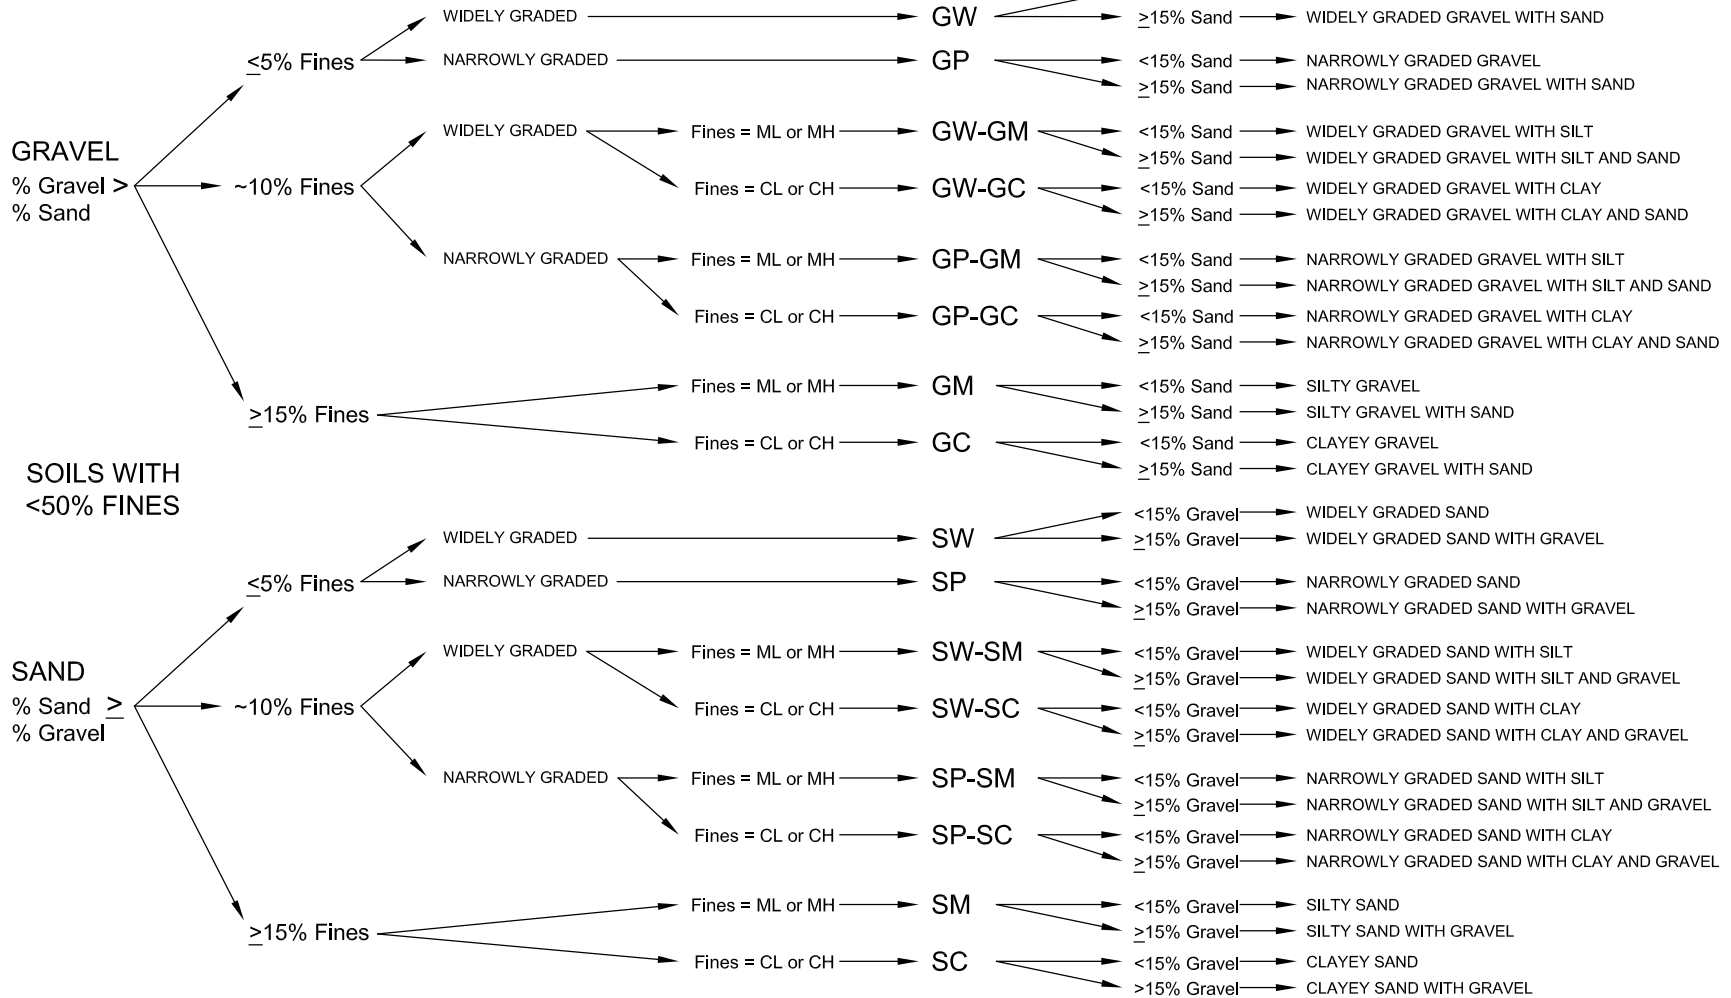 WIDELY GRADED GW ≥15% Sand WIDELY GRADED GRAVEL WITH SAND
≤5% Fines NARROWLY GRADED GP <15% Sand NARROWLY GRADED GRAVEL
≥15% Sand NARROWLY GRADED GRAVEL WITH SAND
WIDELY GRADED Fines = ML or MH GW-GM <15% Sand WIDELY GRADED GRAVEL WITH SILT
GRAVEL
≥15% Sand WIDELY GRADED GRAVEL WITH SILT AND SAND
% Gravel > ~10% Fines Fines = CL or CH GW-GC <15% Sand WIDELY GRADED GRAVEL WITH CLAY
% Sand ≥15% Sand WIDELY GRADED GRAVEL WITH CLAY AND SAND
NARROWLY GRADED Fines = ML or MH GP-GM <15% Sand NARROWLY GRADED GRAVEL WITH SILT
≥15% Sand NARROWLY GRADED GRAVEL WITH SILT AND SAND
Fines = CL or CH GP-GC <15% Sand NARROWLY GRADED GRAVEL WITH CLAY
≥15% Sand NARROWLY GRADED GRAVEL WITH CLAY AND SAND
Fines = ML or MH GM <15% Sand SILTY GRAVEL
≥15% Fines ≥15% Sand SILTY GRAVEL WITH SAND
Fines = CL or CH GC <15% Sand CLAYEY GRAVEL
≥15% Sand CLAYEY GRAVEL WITH SAND
SOILS WITH
<50% FINES
<15% Gravel WIDELY GRADED SAND
WIDELY GRADED SW ≥15% Gravel WIDELY GRADED SAND WITH GRAVEL
≤5% Fines NARROWLY GRADED SP <15% Gravel NARROWLY GRADED SAND
≥15% Gravel NARROWLY GRADED SAND WITH GRAVEL
WIDELY GRADED Fines = ML or MH SW-SM <15% Gravel WIDELY GRADED SAND WITH SILT
SAND ≥15% Gravel WIDELY GRADED SAND WITH SILT AND GRAVEL
% Sand ≥ ~10% Fines Fines = CL or CH SW-SC <15% Gravel WIDELY GRADED SAND WITH CLAY
% Gravel ≥15% Gravel WIDELY GRADED SAND WITH CLAY AND GRAVEL
NARROWLY GRADED Fines = ML or MH SP-SM <15% Gravel NARROWLY GRADED SAND WITH SILT
≥15% Gravel NARROWLY GRADED SAND WITH SILT AND GRAVEL
Fines = CL or CH SP-SC <15% Gravel NARROWLY GRADED SAND WITH CLAY
≥15% Gravel NARROWLY GRADED SAND WITH CLAY AND GRAVEL
Fines = ML or MH SM <15% Gravel SILTY SAND
≥15% Fines ≥15% Gravel SILTY SAND WITH GRAVEL
Fines = CL or CH SC <15% Gravel CLAYEY SAND
>15% Gravel CLAYEY SAND WITH GRAVEL